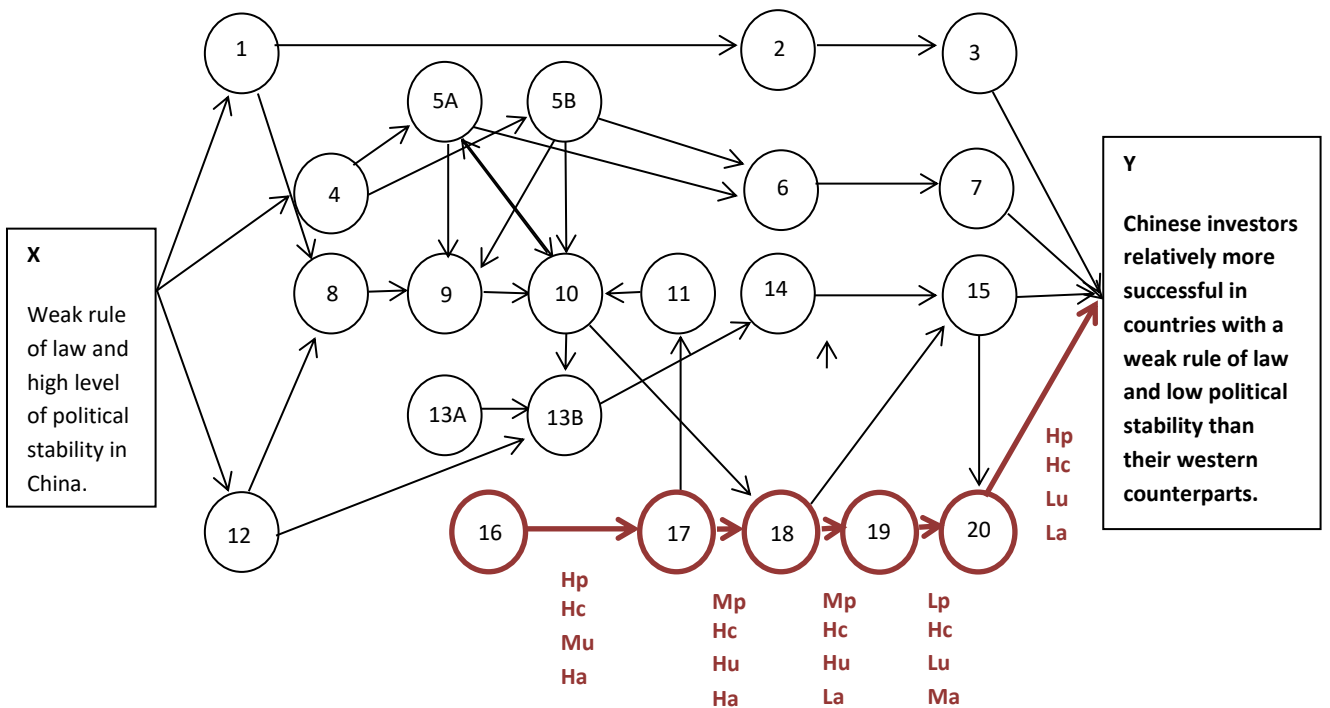 1
2
3
5A
5B
4
6
7
X
Weak rule
of law and
high level
of political
stability in
China.
Y
Chinese investors
relatively more
successful in
countries with a
weak rule of law
and low political
stability than
their western
counterparts.
8
9
10
11
14
15
13A
13B
12
16
17
18
19
20
Hp
Hc
Mu
Ha
Mp
Hc
Hu
Ha
Mp
Hc
Hu
La
Lp
Hc
Lu
Ma
Hp
Hc
Lu
La